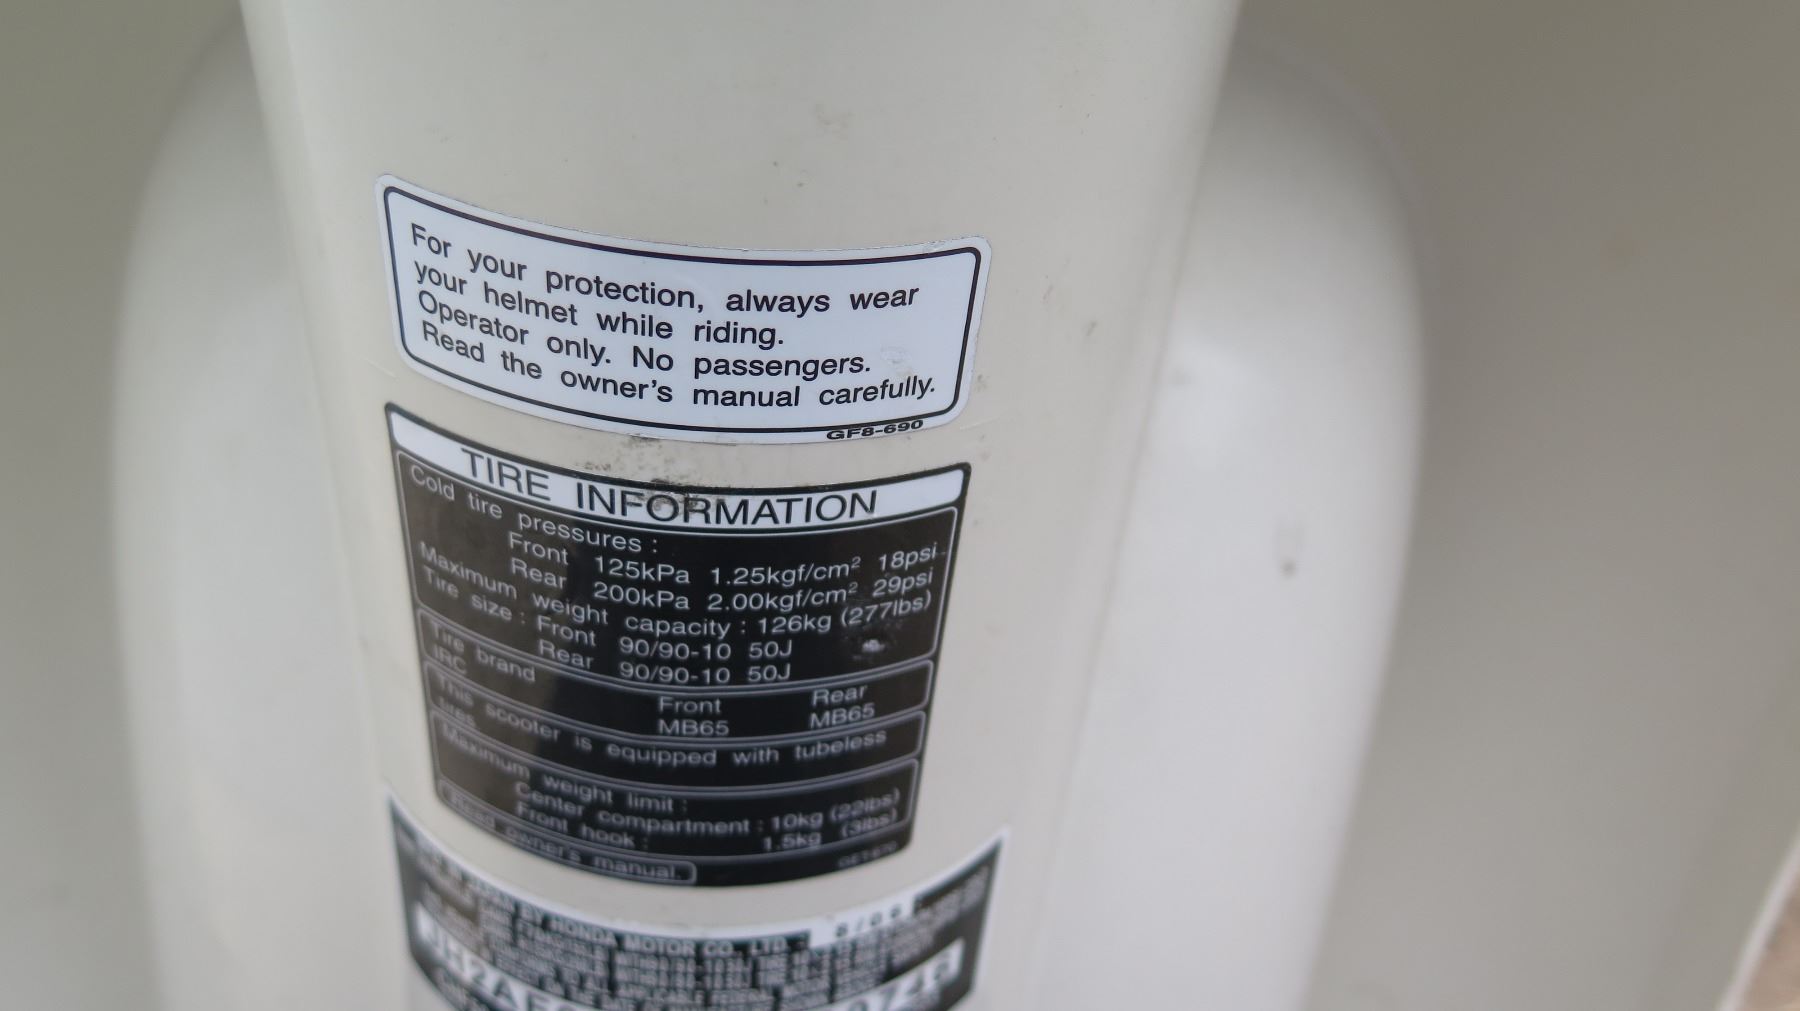 For your protection, always wear
your helmet while riding.
Operator only. No passengers.
Read the owner's manual carefully.
GF8-690
TIRE INFORMATION
Cold tire pressures :
Front 125kPa 1.25kgf/cm² 18psi
Rear 200kPa 2.00kgf/cm² 29psi
Maximum weight capacity : 126kg (277lbs)
Tire size : Front 90/90-10 50J
Rear 90/90-10 50J
Tire brand Front Rear
IRC MB65 MB65
This scooter is equipped with tubeless
tires
Maximum weight limit :
Center compartment : 10kg (22lbs)
Front hook : 1.5kg (3lbs)
Read owner's manual.
JAPAN BY HONDA MOTOR CO., LTD.